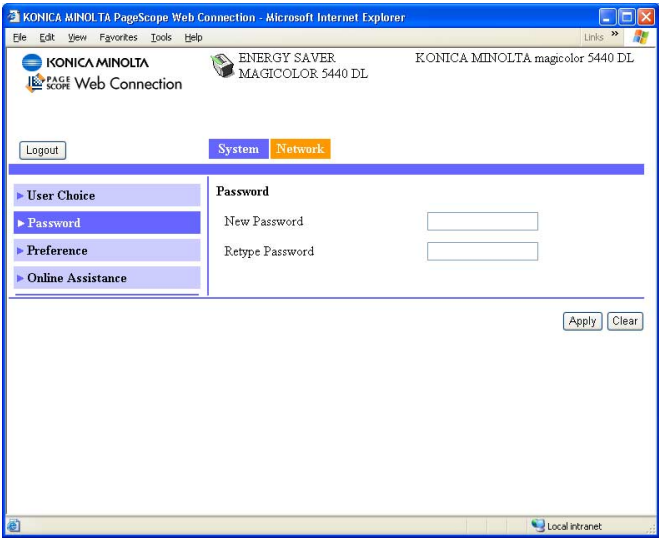 KONICA MINOLTA PageScope Web Connection - Microsoft Internet Explorer
File Edit View Favorites Tools Help Links »
KONICA MINOLTA
PAGE SCOPE Web Connection
ENERGY SAVER
MAGICOLOR 5440 DL
KONICA MINOLTA magicolor 5440 DL
Logout
System Network
User Choice
Password
Preference
Online Assistance
Password
New Password
Retype Password
Apply Clear
Local intranet